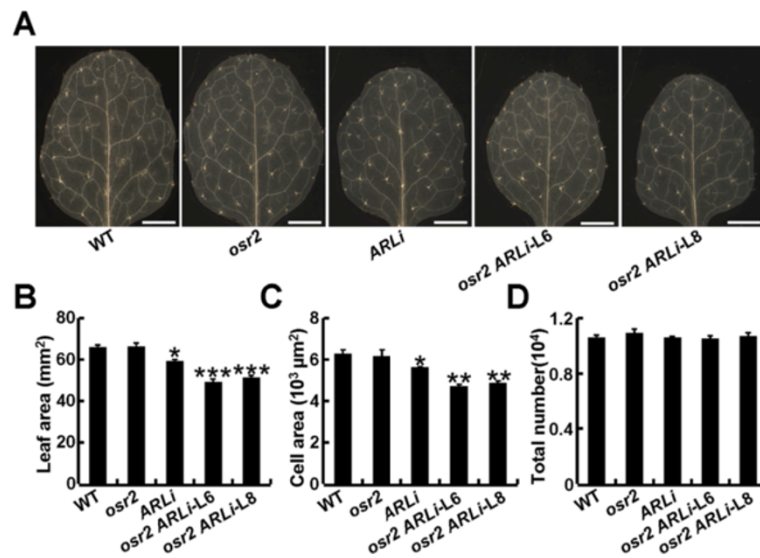 A
WT
osr2
ARLi
osr2 ARLi-L6
osr2 ARLi-L8
B
Leaf area (mm²)
80
60
40
20
0
*
***
***
WT
osr2
ARLi
osr2 ARLi-L6
osr2 ARLi-L8
C
Cell area (10³ µm²)
8
6
4
2
0
*
**
**
WT
osr2
ARLi
osr2 ARLi-L6
osr2 ARLi-L8
D
Total number(10⁴)
1.2
0.8
0.4
0
WT
osr2
ARLi
osr2 ARLi-L6
osr2 ARLi-L8